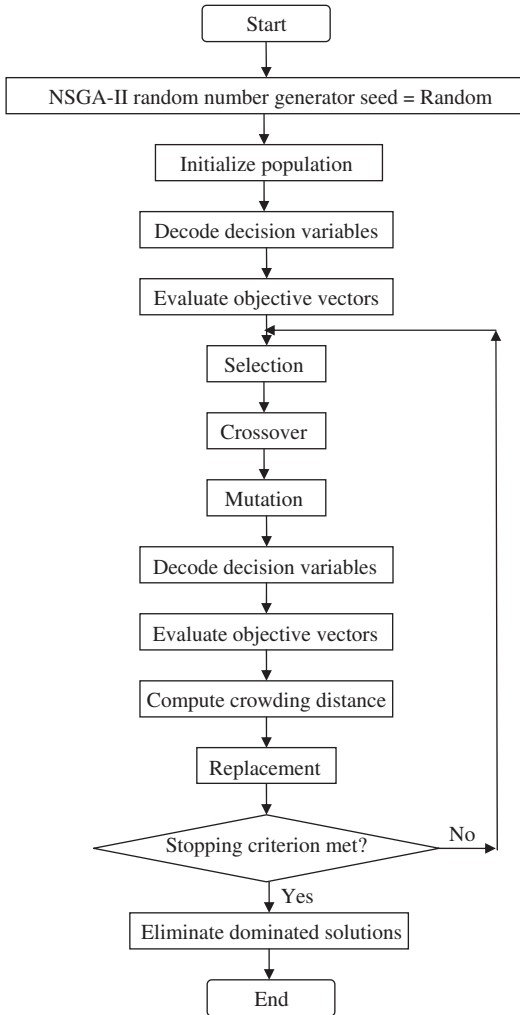 Start
NSGA-II random number generator seed = Random
Initialize population
Decode decision variables
Evaluate objective vectors
Selection
Crossover
Mutation
Decode decision variables
Evaluate objective vectors
Compute crowding distance
Replacement
Stopping criterion met?
No
Yes
Eliminate dominated solutions
End